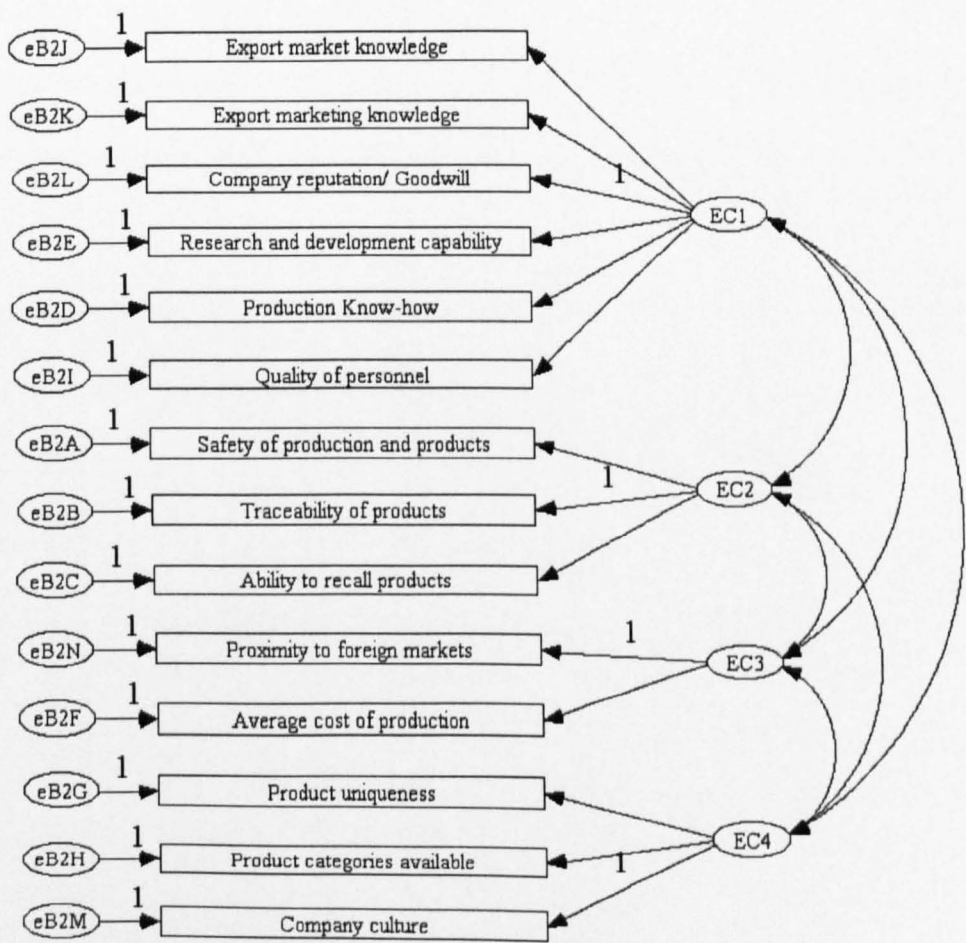 1
eB2J
Export market knowledge
1
eB2K
Export marketing knowledge
1
eB2L
Company reputation/ Goodwill
1
EC1
1
eB2E
Research and development capability
1
eB2D
Production Know-how
1
eB2I
Quality of personnel
1
eB2A
Safety of production and products
1
EC2
1
eB2B
Traceability of products
1
eB2C
Ability to recall products
1
eB2N
Proximity to foreign markets
1
EC3
1
eB2F
Average cost of production
1
eB2G
Product uniqueness
EC4
1
eB2H
Product categories available
1
1
eB2M
Company culture